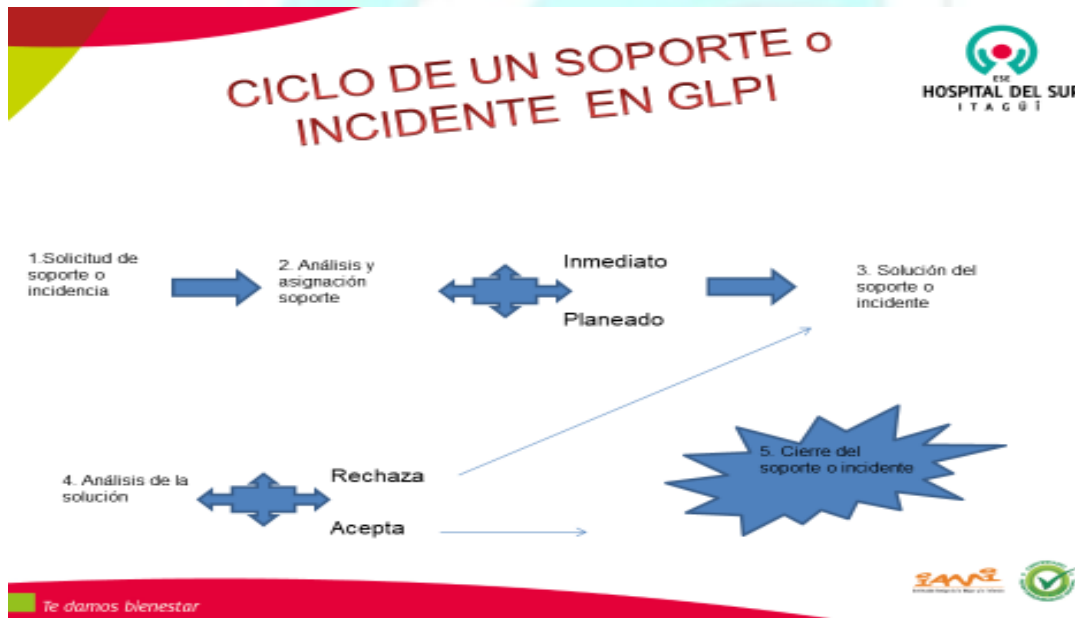 CICLO DE UN SOPORTE o
INCIDENTE EN GLPI
ESE
HOSPITAL DEL SUR
ITAGÜÍ
1.Solicitud de
soporte o
incidencia
2. Análisis y
asignación
soporte
Inmediato
Planeado
3. Solución del
soporte o
incidente
4. Análisis de la
solución
Rechaza
Acepta
5. Cierre del
soporte o incidente
Te damos bienestar